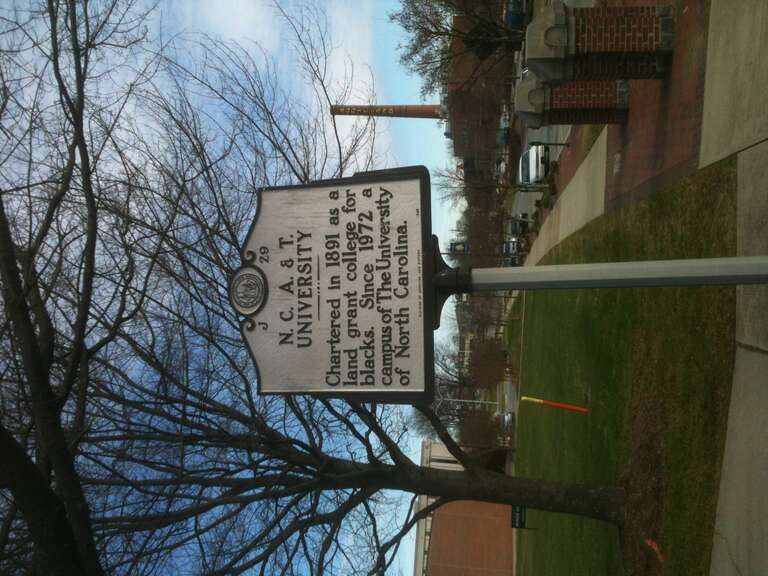 J 29
N. C. A. & T.
UNIVERSITY
Chartered in 1891 as a
land grant college for
blacks. Since 1972 a
campus of The University
of North Carolina.